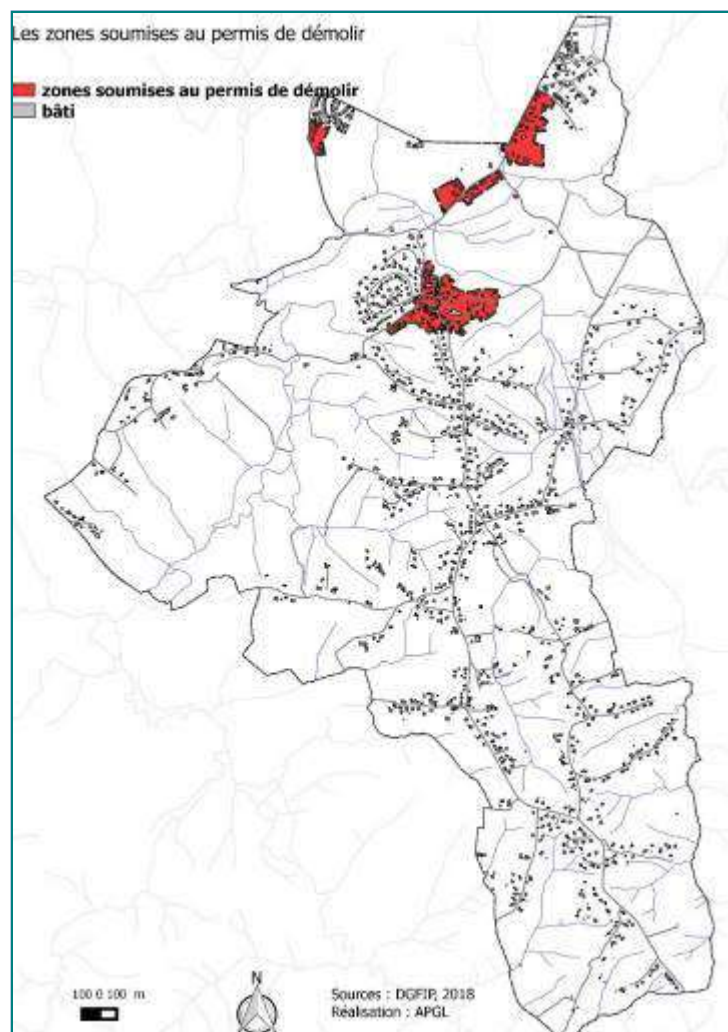 Les zones soumises au permis de démolir
zones soumises au permis de démolir
bâti
100 0 100 m
N
Sources : DGFIP, 2018
Réalisation : APGL